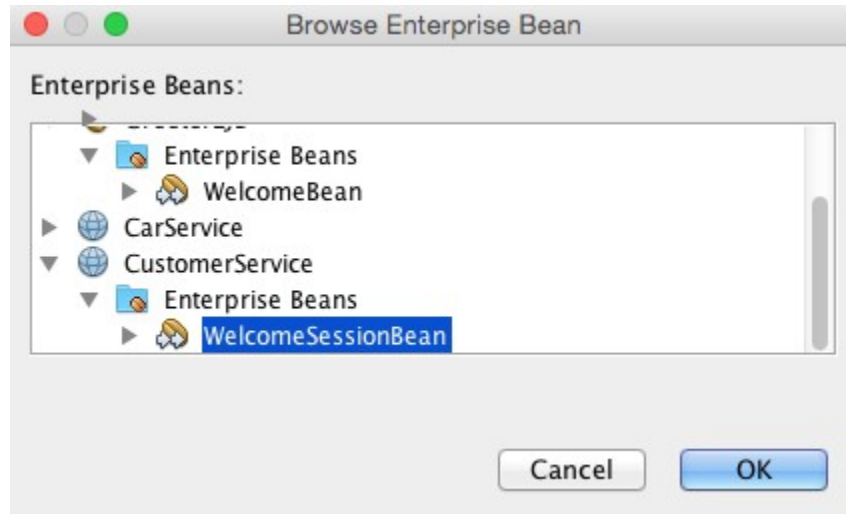 Browse Enterprise Bean
Enterprise Beans:
Enterprise Beans
WelcomeBean
CarService
CustomerService
Enterprise Beans
WelcomeSessionBean
Cancel
OK